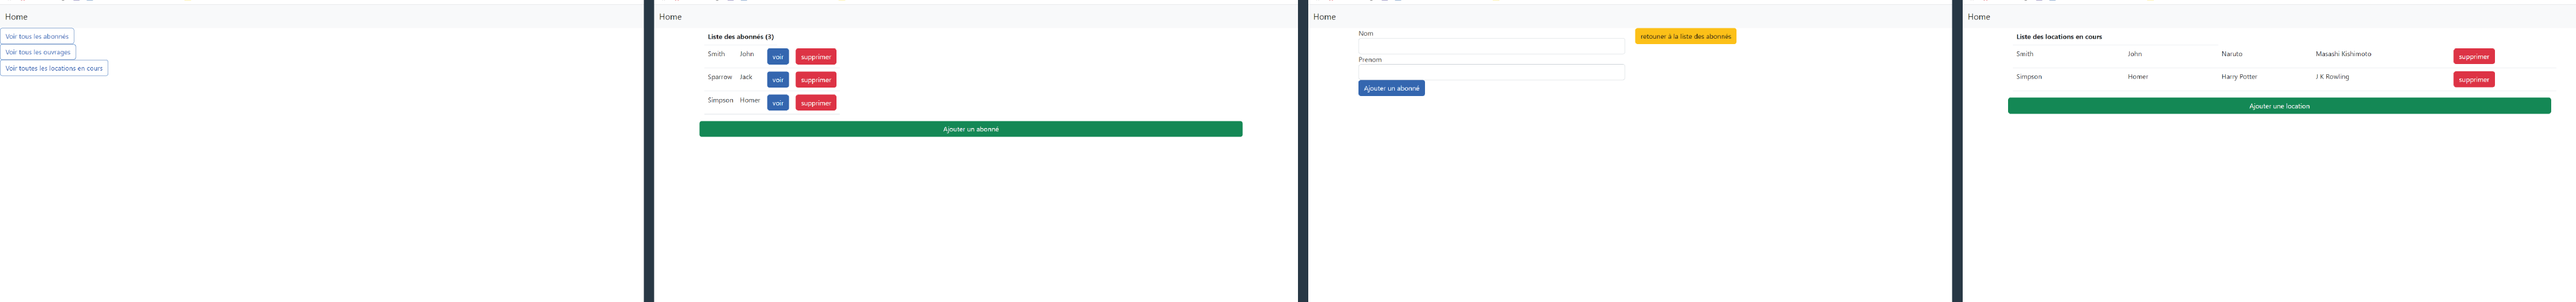 Home
Voir tous les abonnés
Voir tous les ouvrages
Voir toutes les locations en cours
Home
Liste des abonnés (3)
Smith John voir supprimer
Sparrow Jack voir supprimer
Simpson Homer voir supprimer
Ajouter un abonné
Home
Nom
retouner à la liste des abonnés
Prenom
Ajouter un abonné
Home
Liste des locations en cours
Smith John Naruto Masashi Kishimoto supprimer
Simpson Homer Harry Potter J K Rowling supprimer
Ajouter une location